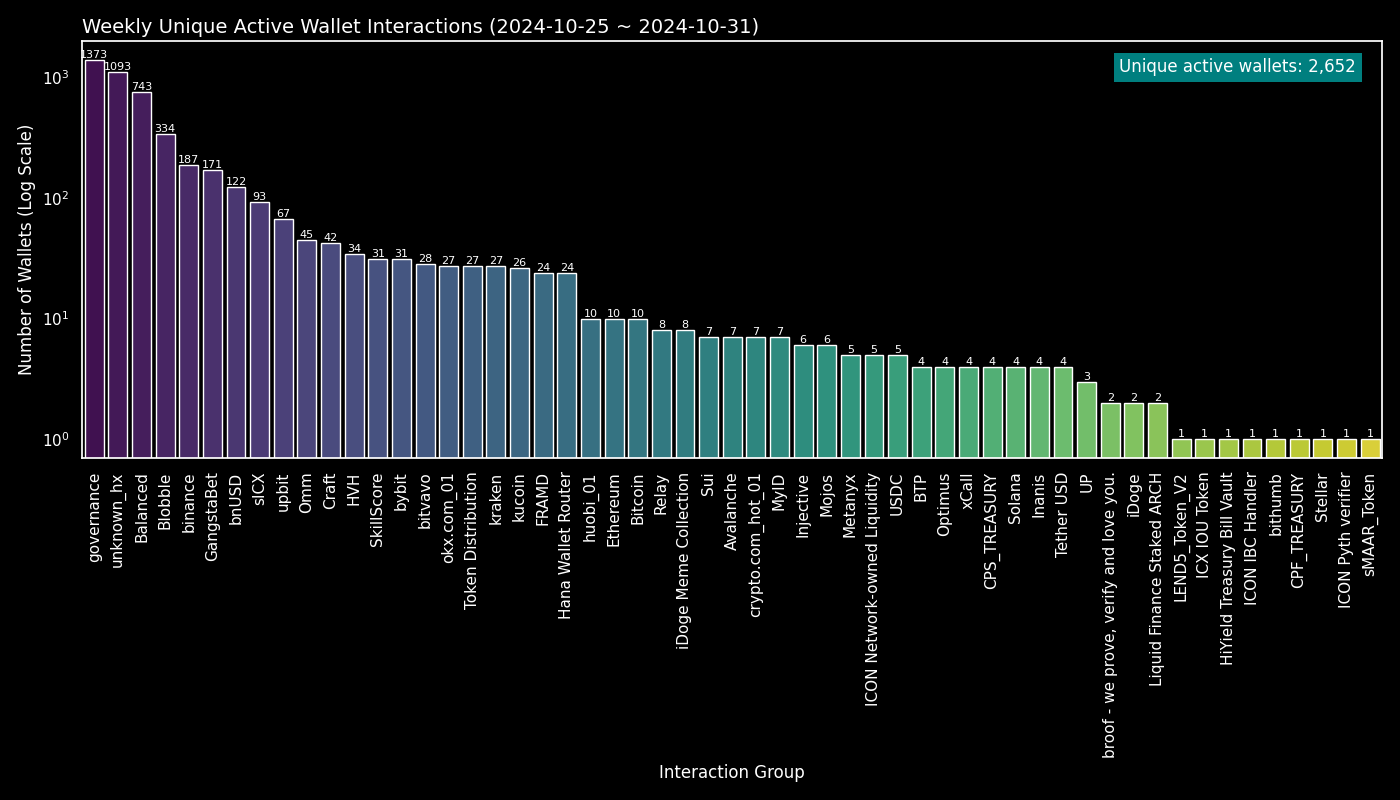 Weekly Unique Active Wallet Interactions (2024-10-25 ~ 2024-10-31)
Unique active wallets: 2,652
Number of Wallets (Log Scale)
10³
10²
10¹
10⁰
1373
1093
743
334
187
171
122
93
67
45
42
34
31
31
28
27
27
27
26
24
24
10
10
10
8
8
7
7
7
7
6
6
5
5
5
4
4
4
4
4
4
4
3
2
2
2
1
1
1
1
1
1
1
1
1
governance
unknown_hx
Balanced
Blobble
binance
GangstaBet
bnUSD
sICX
upbit
Omm
Craft
HVH
SkillScore
bybit
bitvavo
okx.com_01
Token Distribution
kraken
kucoin
FRAMD
Hana Wallet Router
huobi_01
Ethereum
Bitcoin
Relay
iDoge Meme Collection
Sui
Avalanche
crypto.com_hot_01
MyID
Injective
Mojos
Metanyx
ICON Network-owned Liquidity
USDC
BTP
Optimus
xCall
CPS_TREASURY
Solana
Inanis
Tether USD
UP
broof - we prove, verify and love you.
iDoge
Liquid Finance Staked ARCH
LEND5_Token_V2
ICX IOU Token
HiYield Treasury Bill Vault
ICON IBC Handler
bithumb
CPF_TREASURY
Stellar
ICON Pyth verifier
sMAAR_Token
Interaction Group